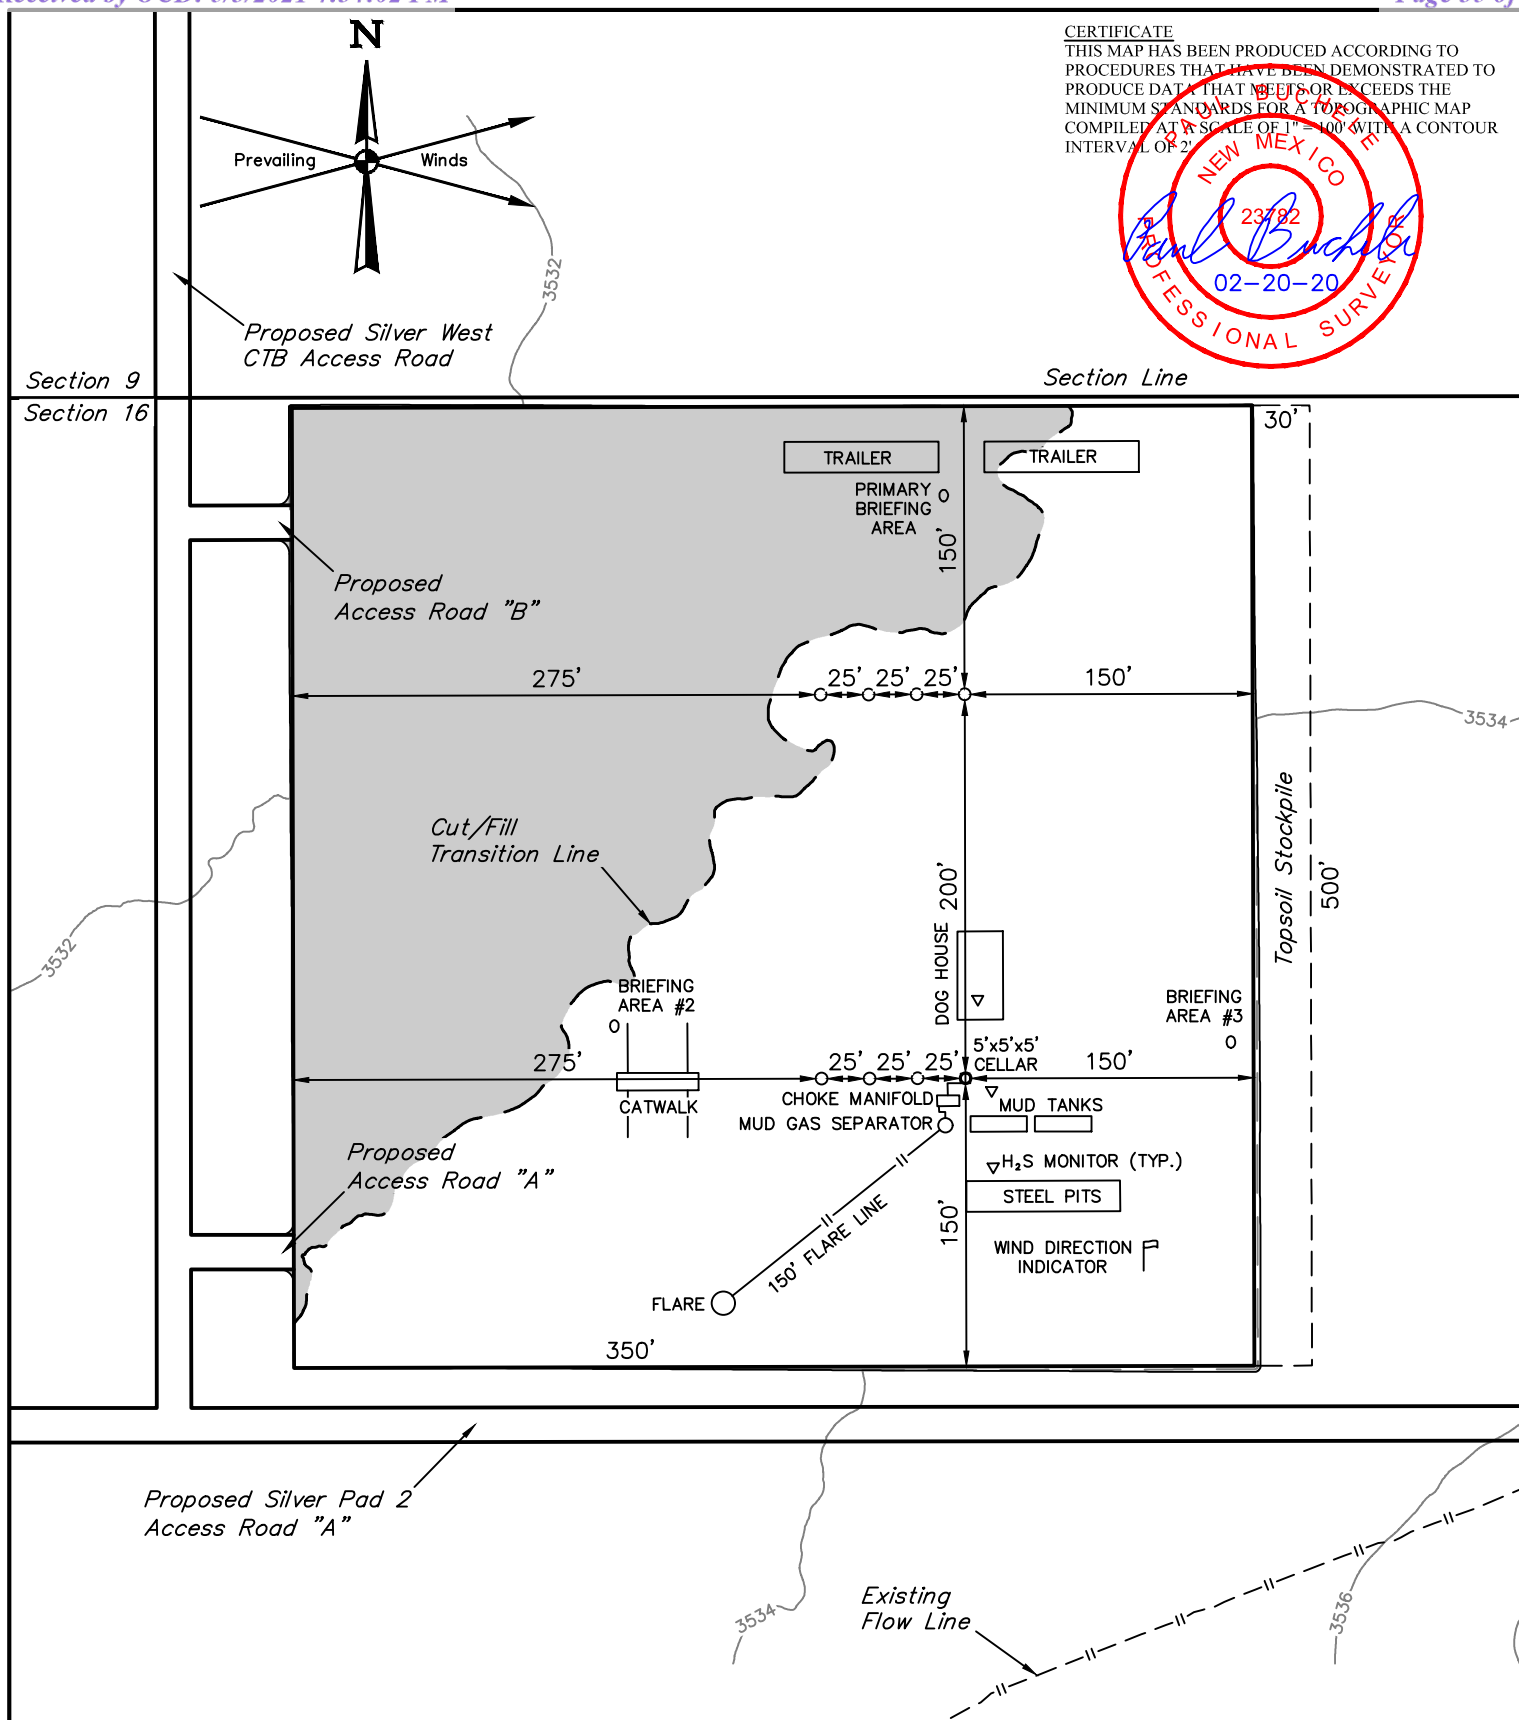 N
Prevailing
Winds
CERTIFICATE
THIS MAP HAS BEEN PRODUCED ACCORDING TO
PROCEDURES THAT HAVE BEEN DEMONSTRATED TO
PRODUCE DATA THAT MEETS OR EXCEEDS THE
MINIMUM STANDARDS FOR A TOPOGRAPHIC MAP
COMPILED AT A SCALE OF 1" = 100' WITH A CONTOUR
INTERVAL OF 2'.
PAUL BUCHELE
NEW MEXICO
23782
Paul Buchele
02-20-20
PROFESSIONAL SURVEYOR
3532
Proposed Silver West
CTB Access Road
Section 9
Section Line
Section 16
30'
TRAILER
TRAILER
PRIMARY
BRIEFING
AREA
150'
Proposed
Access Road "B"
275'
25'
25'
25'
150'
3534
Cut/Fill
Transition Line
200'
Topsoil Stockpile
500'
3532
DOG HOUSE
BRIEFING
AREA #2
BRIEFING
AREA #3
5'x5'x5'
CELLAR
275'
25'
25'
25'
150'
CATWALK
CHOKE MANIFOLD
MUD TANKS
MUD GAS SEPARATOR
Proposed
Access Road "A"
H₂S MONITOR (TYP.)
STEEL PITS
150'
150' FLARE LINE
WIND DIRECTION
INDICATOR
FLARE
350'
Proposed Silver Pad 2
Access Road "A"
Existing
Flow Line
3534
3536